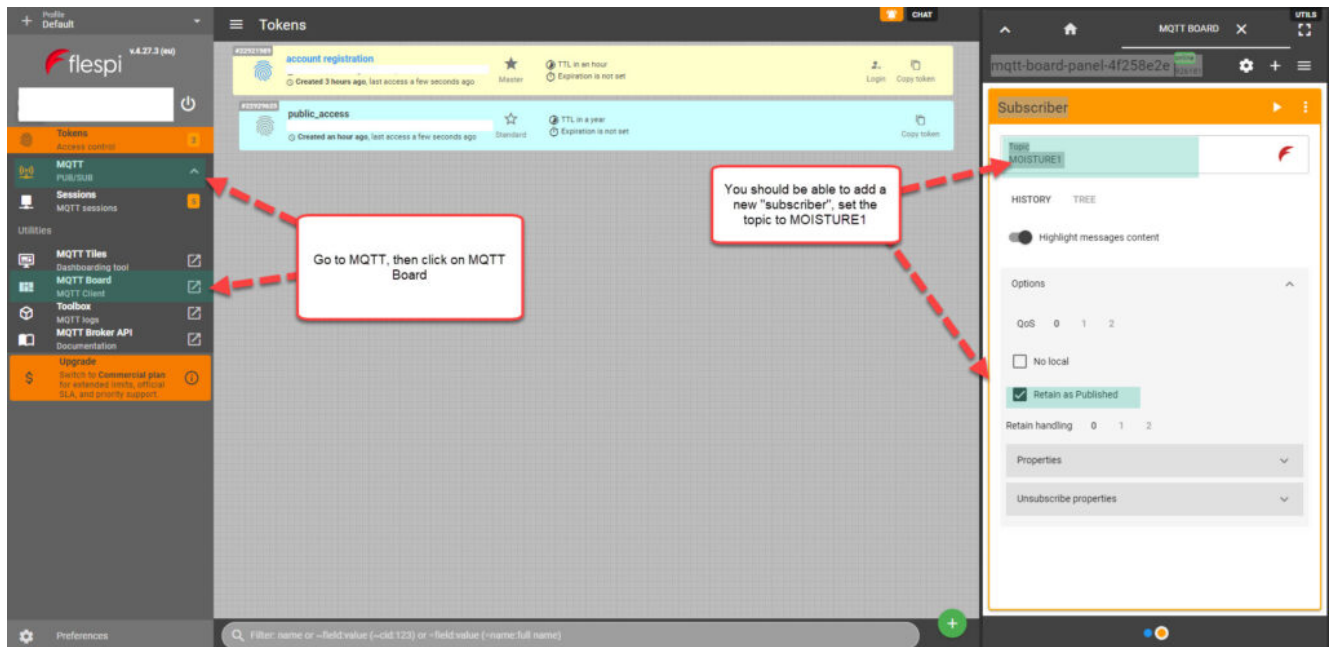 Profile
Default
flespi
v.4.27.3 (eu)
Tokens
Access control
3
MQTT
PUB/SUB
Sessions
MQTT sessions
Utilities
MQTT Tiles
Dashboarding tool
MQTT Board
MQTT Client
Toolbox
MQTT logs
MQTT Broker API
Documentation
Upgrade
Switch to Commercial plan
for extended limits, official
SLA, and priority support.
Preferences
Tokens
CHAT
account registration
Created 3 hours ago, last access a few seconds ago
Master
TTL in an hour
Expiration is not set
Login
Copy token
public_access
Created an hour ago, last access a few seconds ago
Standard
TTL in a year
Expiration is not set
Copy token
Go to MQTT, then click on MQTT
Board
You should be able to add a
new "subscriber", set the
topic to MOISTURE1
Filter: name or ~field:value (~cid:123) or =field:value (=name:full name)
UTILS
MQTT BOARD
mqtt-board-panel-4f258e2e
Subscriber
Topic
MOISTURE1
HISTORY TREE
Highlight messages content
Options
QoS 0 1 2
No local
Retain as Published
Retain handling 0 1 2
Properties
Unsubscribe properties